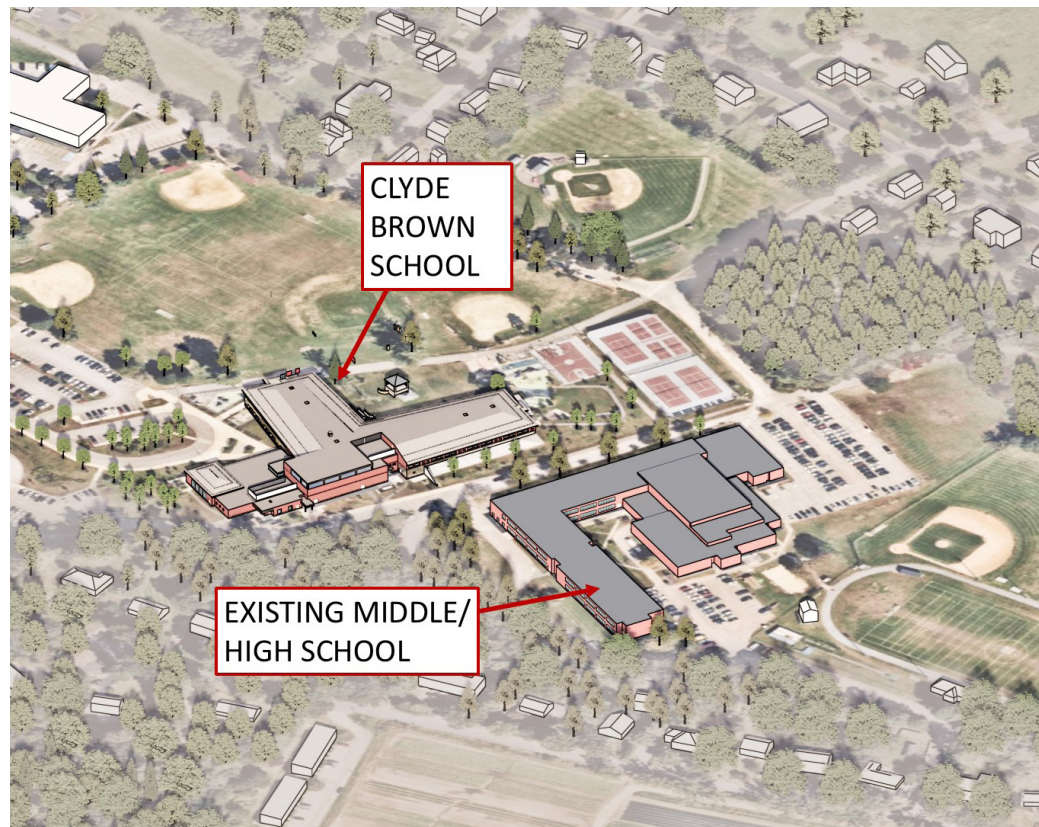 CLYDE
BROWN
SCHOOL
EXISTING MIDDLE/
HIGH SCHOOL